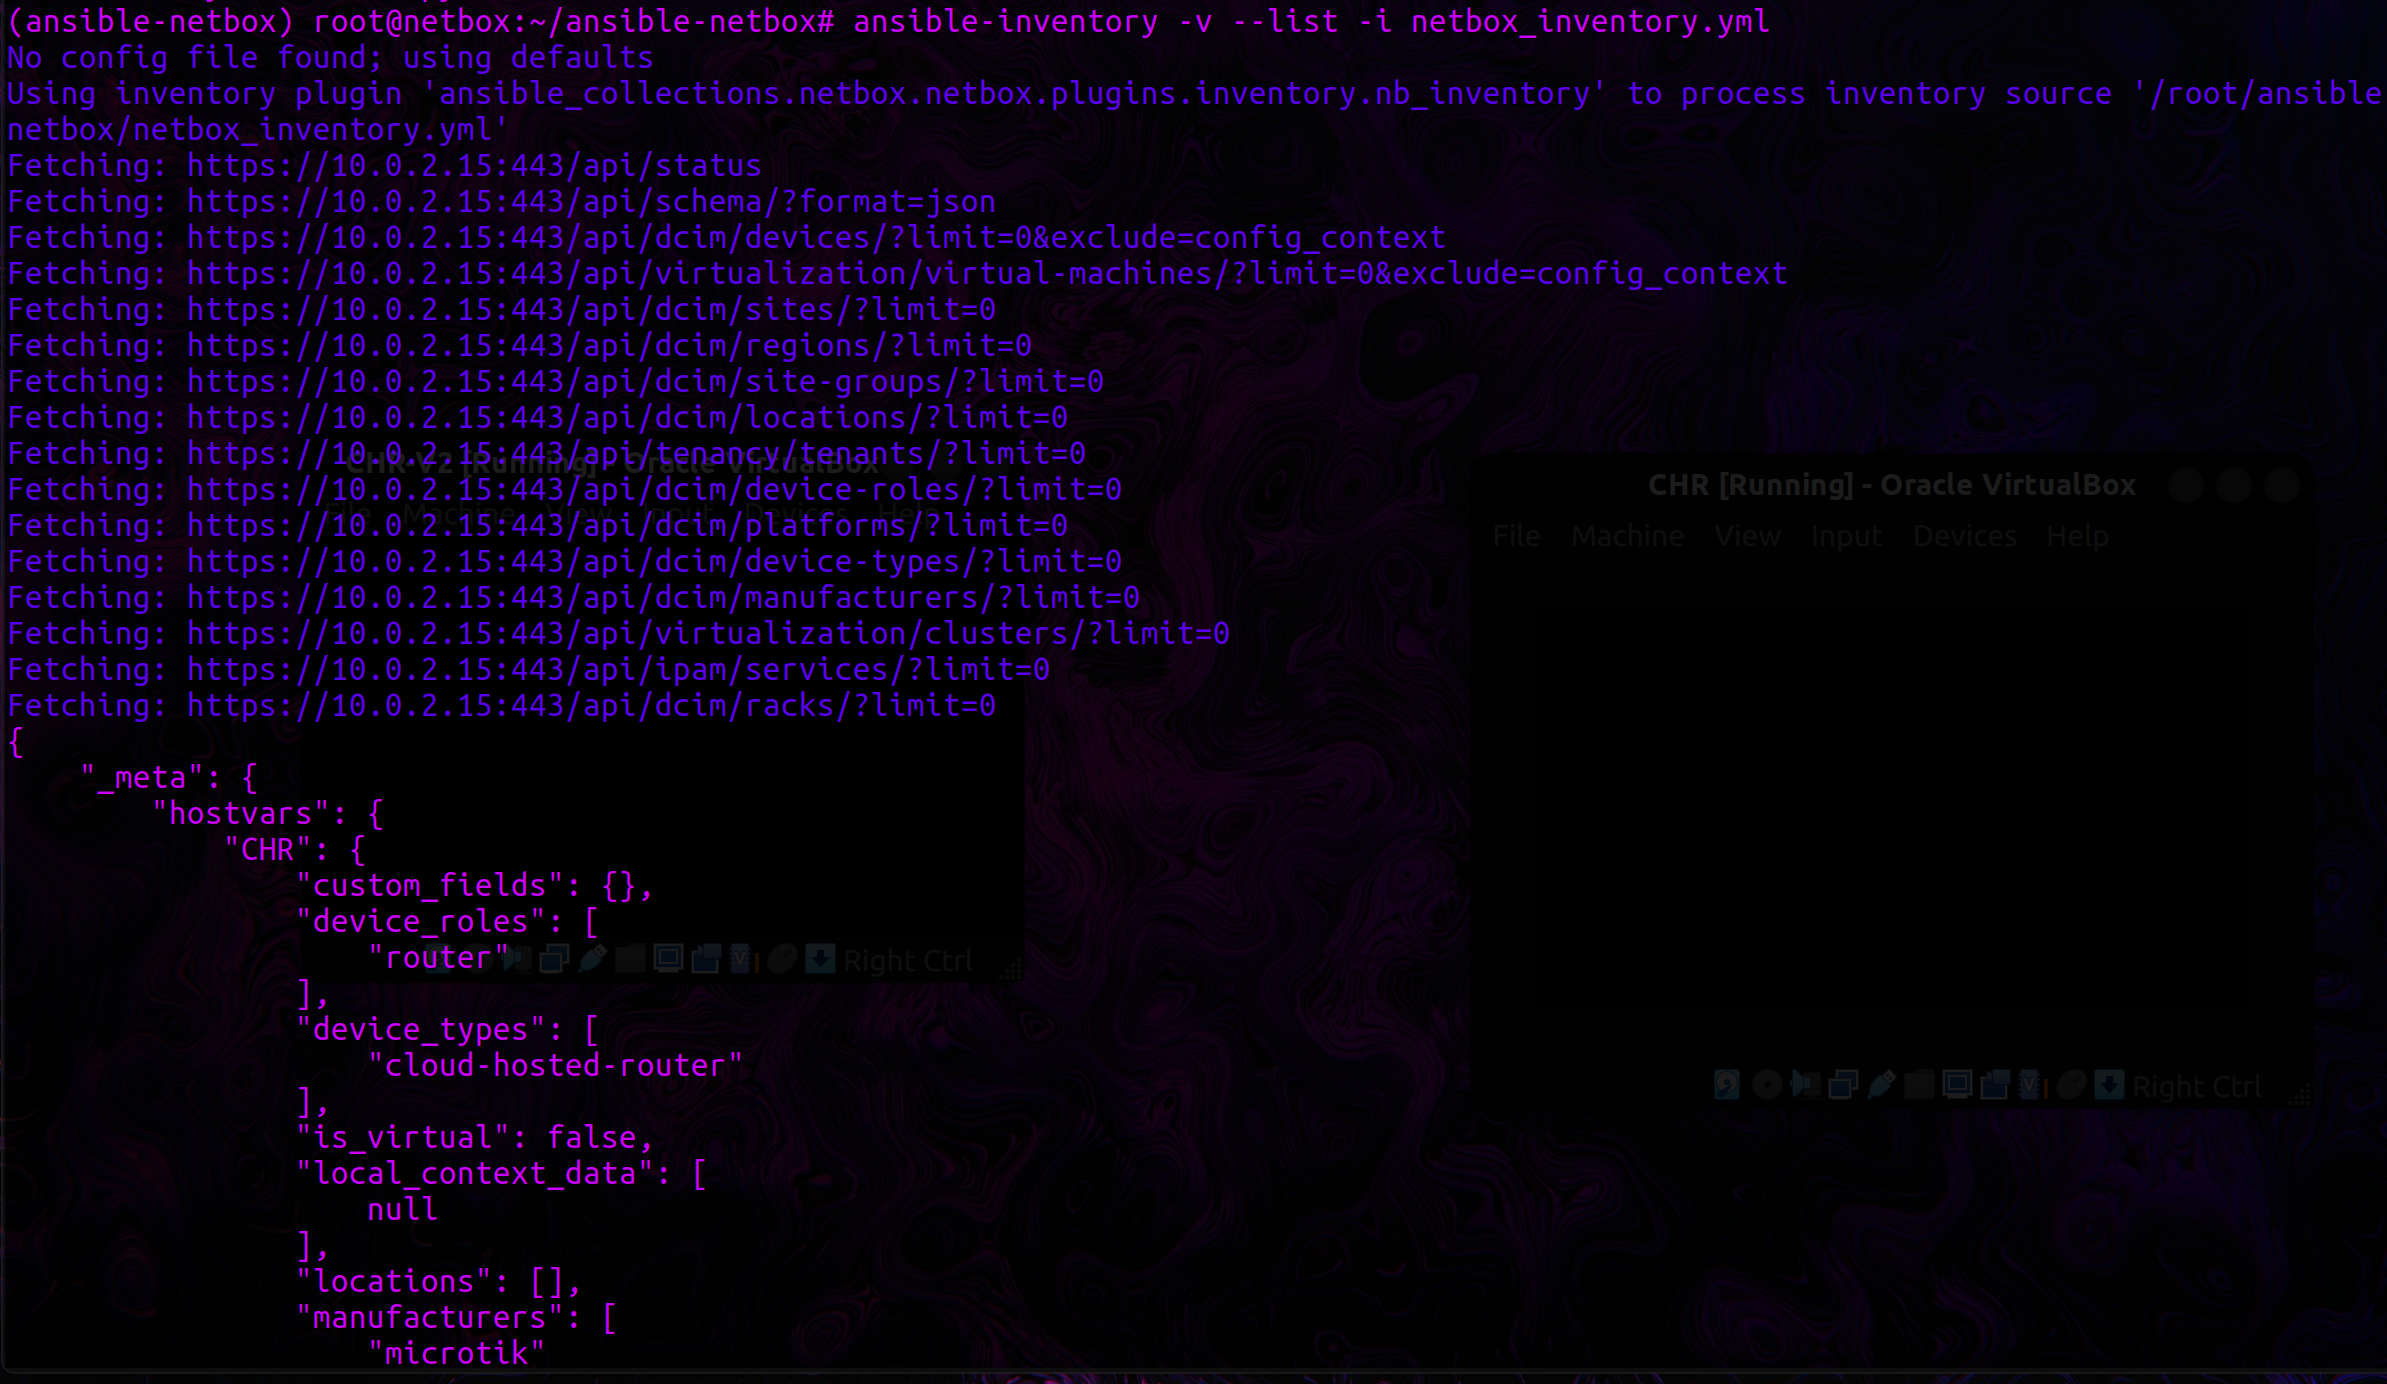 (ansible-netbox) root@netbox:~/ansible-netbox# ansible-inventory -v --list -i netbox_inventory.yml
No config file found; using defaults
Using inventory plugin 'ansible_collections.netbox.netbox.plugins.inventory.nb_inventory' to process inventory source '/root/ansible
netbox/netbox_inventory.yml'
Fetching: https://10.0.2.15:443/api/status
Fetching: https://10.0.2.15:443/api/schema/?format=json
Fetching: https://10.0.2.15:443/api/dcim/devices/?limit=0&exclude=config_context
Fetching: https://10.0.2.15:443/api/virtualization/virtual-machines/?limit=0&exclude=config_context
Fetching: https://10.0.2.15:443/api/dcim/sites/?limit=0
Fetching: https://10.0.2.15:443/api/dcim/regions/?limit=0
Fetching: https://10.0.2.15:443/api/dcim/site-groups/?limit=0
Fetching: https://10.0.2.15:443/api/dcim/locations/?limit=0
Fetching: https://10.0.2.15:443/api/tenancy/tenants/?limit=0
Fetching: https://10.0.2.15:443/api/dcim/device-roles/?limit=0
Fetching: https://10.0.2.15:443/api/dcim/platforms/?limit=0
Fetching: https://10.0.2.15:443/api/dcim/device-types/?limit=0
Fetching: https://10.0.2.15:443/api/dcim/manufacturers/?limit=0
Fetching: https://10.0.2.15:443/api/virtualization/clusters/?limit=0
Fetching: https://10.0.2.15:443/api/ipam/services/?limit=0
Fetching: https://10.0.2.15:443/api/dcim/racks/?limit=0
{
    "_meta": {
        "hostvars": {
            "CHR": {
                "custom_fields": {},
                "device_roles": [
                    "router"
                ],
                "device_types": [
                    "cloud-hosted-router"
                ],
                "is_virtual": false,
                "local_context_data": [
                    null
                ],
                "locations": [],
                "manufacturers": [
                    "microtik"
CHR-V2 [Running] - Oracle VirtualBox
File Machine View Input Devices Help
Right Ctrl
CHR [Running] - Oracle VirtualBox
File Machine View Input Devices Help
Right Ctrl